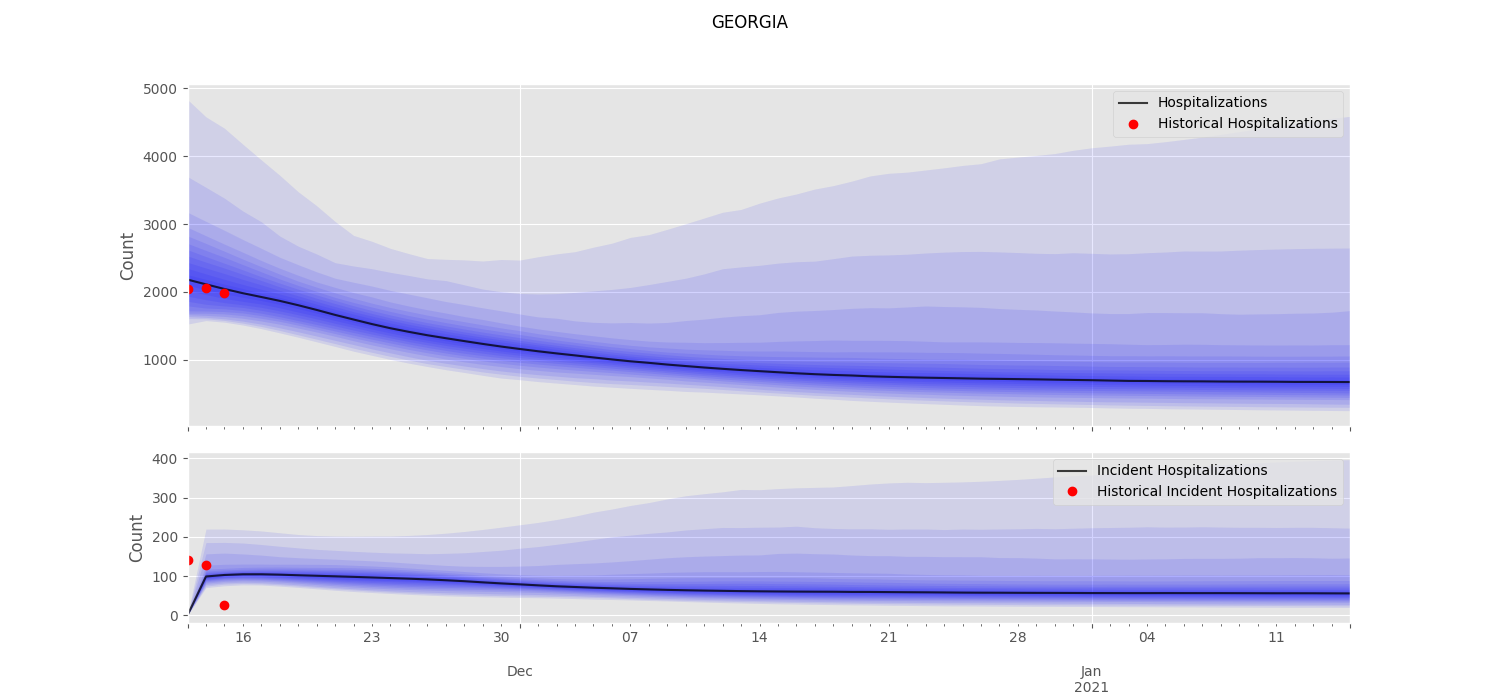 GEORGIA
5000
4000
3000
2000
1000
Count
Hospitalizations
Historical Hospitalizations
400
300
200
100
0
Count
Incident Hospitalizations
Historical Incident Hospitalizations
16 23 30 07 14 21 28 04 11
Dec Jan
2021